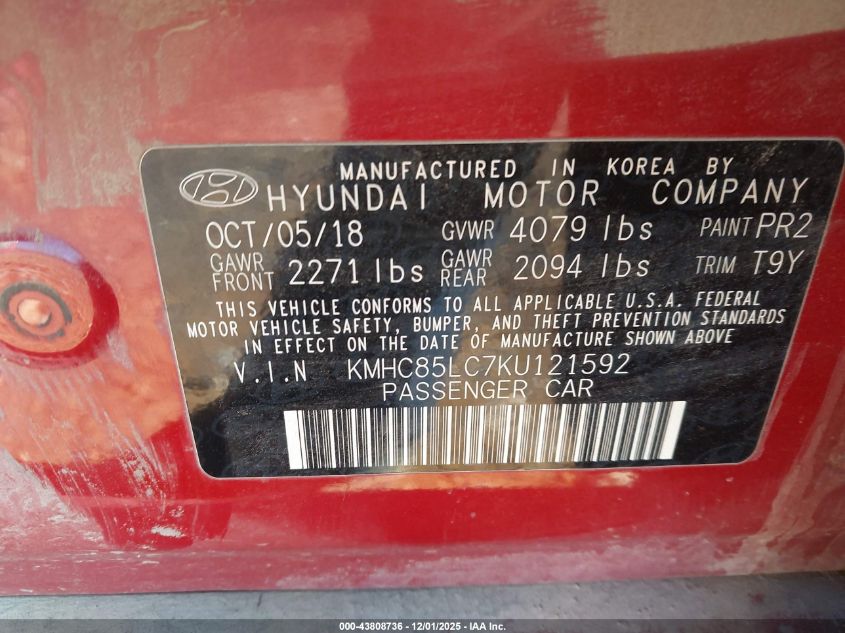 MANUFACTURED IN KOREA BY
HYUNDAI MOTOR COMPANY
OCT/05/18 GVWR 4079 lbs PAINT PR2
GAWR FRONT 2271 lbs GAWR REAR 2094 lbs TRIM T9Y
THIS VEHICLE CONFORMS TO ALL APPLICABLE U.S.A. FEDERAL
MOTOR VEHICLE SAFETY, BUMPER, AND THEFT PREVENTION STANDARDS
IN EFFECT ON THE DATE OF MANUFACTURE SHOWN ABOVE
V.I.N KMHC85LC7KU121592
PASSENGER CAR
000-43808736 - 12/01/2025 - IAA Inc.